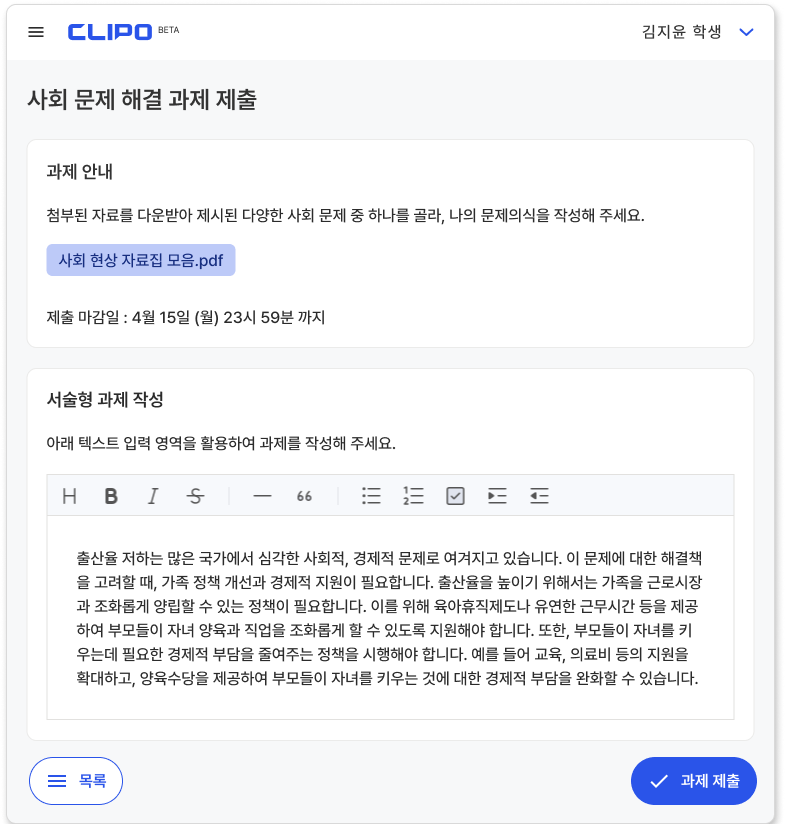 CLIPO BETA
김지윤 학생
사회 문제 해결 과제 제출
과제 안내
첨부된 자료를 다운받아 제시된 다양한 사회 문제 중 하나를 골라, 나의 문제의식을 작성해 주세요.
사회 현상 자료집 모음.pdf
제출 마감일 : 4월 15일 (월) 23시 59분 까지
서술형 과제 작성
아래 텍스트 입력 영역을 활용하여 과제를 작성해 주세요.
H B I S 66
출산율 저하는 많은 국가에서 심각한 사회적, 경제적 문제로 여겨지고 있습니다. 이 문제에 대한 해결책
을 고려할 때, 가족 정책 개선과 경제적 지원이 필요합니다. 출산율을 높이기 위해서는 가족을 근로시장
과 조화롭게 양립할 수 있는 정책이 필요합니다. 이를 위해 육아휴직제도나 유연한 근무시간 등을 제공
하여 부모들이 자녀 양육과 직업을 조화롭게 할 수 있도록 지원해야 합니다. 또한, 부모들이 자녀를 키
우는데 필요한 경제적 부담을 줄여주는 정책을 시행해야 합니다. 예를 들어 교육, 의료비 등의 지원을
확대하고, 양육수당을 제공하여 부모들이 자녀를 키우는 것에 대한 경제적 부담을 완화할 수 있습니다.
목록
과제 제출